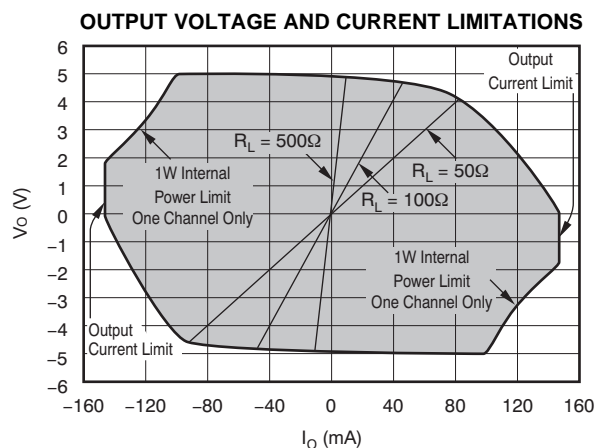 OUTPUT VOLTAGE AND CURRENT LIMITATIONS
6
5
4
3
2
1
0
−1
−2
−3
−4
−5
−6
VO (V)
Output
Current Limit
RL = 500Ω
RL = 50Ω
RL = 100Ω
1W Internal
Power Limit
One Channel Only
1W Internal
Power Limit
One Channel Only
Output
Current Limit
−160 −120 −80 −40 0 40 80 120 160
IO (mA)